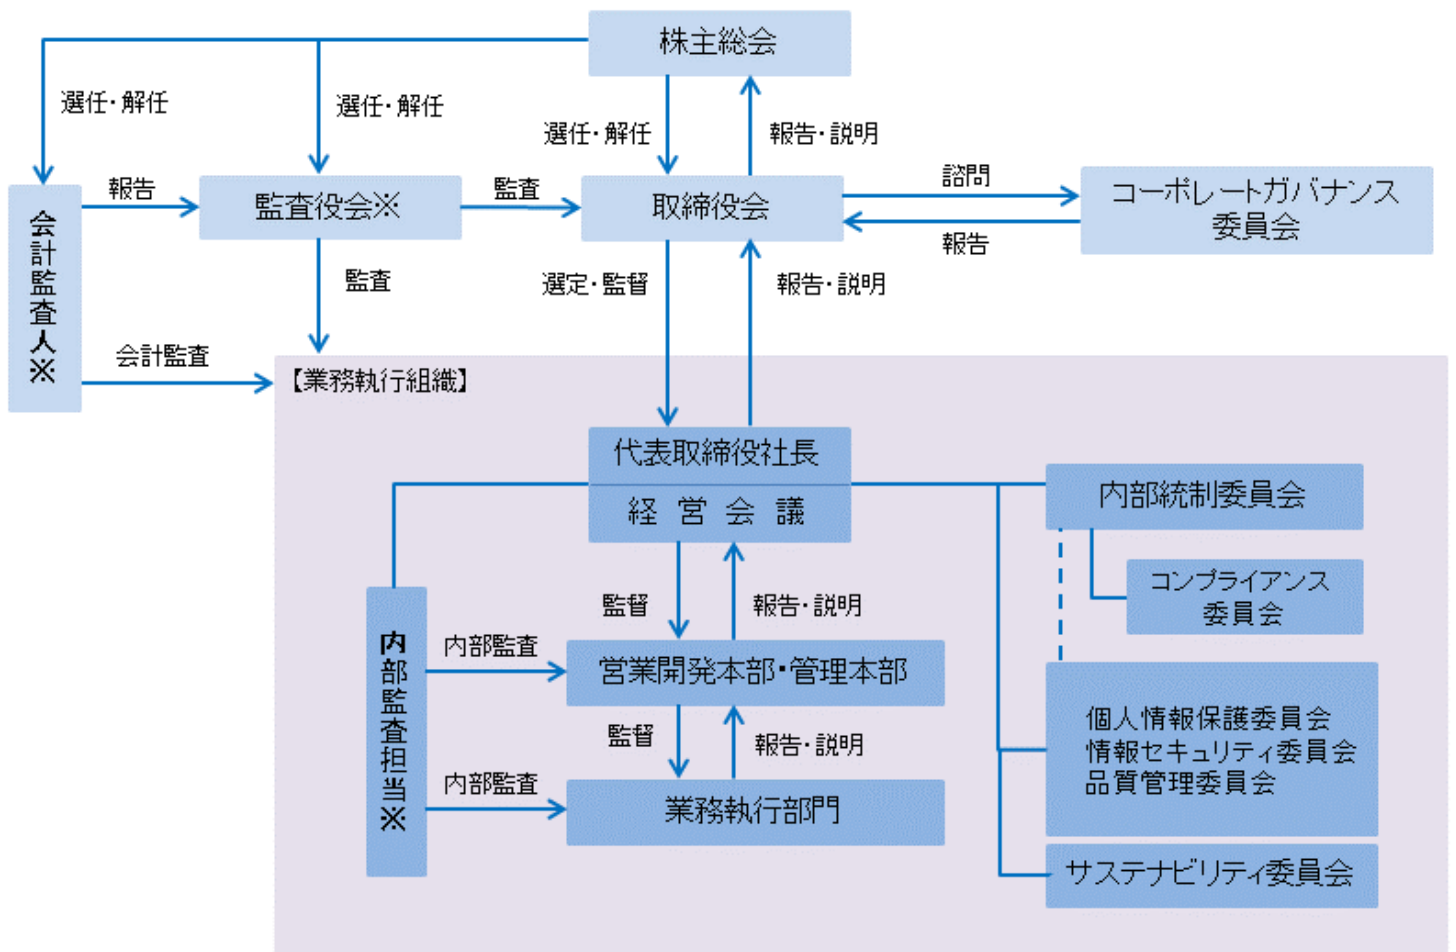 株主総会
選任・解任
選任・解任
選任・解任
報告・説明
会計監査人※
報告
監査役会※
監査
取締役会
諮問
報告
コーポレートガバナンス
委員会
監査
選定・監督
報告・説明
会計監査
【業務執行組織】
代表取締役社長
経営会議
内部統制委員会
コンプライアンス
委員会
監督
報告・説明
内部監査担当※
内部監査
営業開発本部・管理本部
監督
報告・説明
内部監査
業務執行部門
個人情報保護委員会
情報セキュリティ委員会
品質管理委員会
サステナビリティ委員会